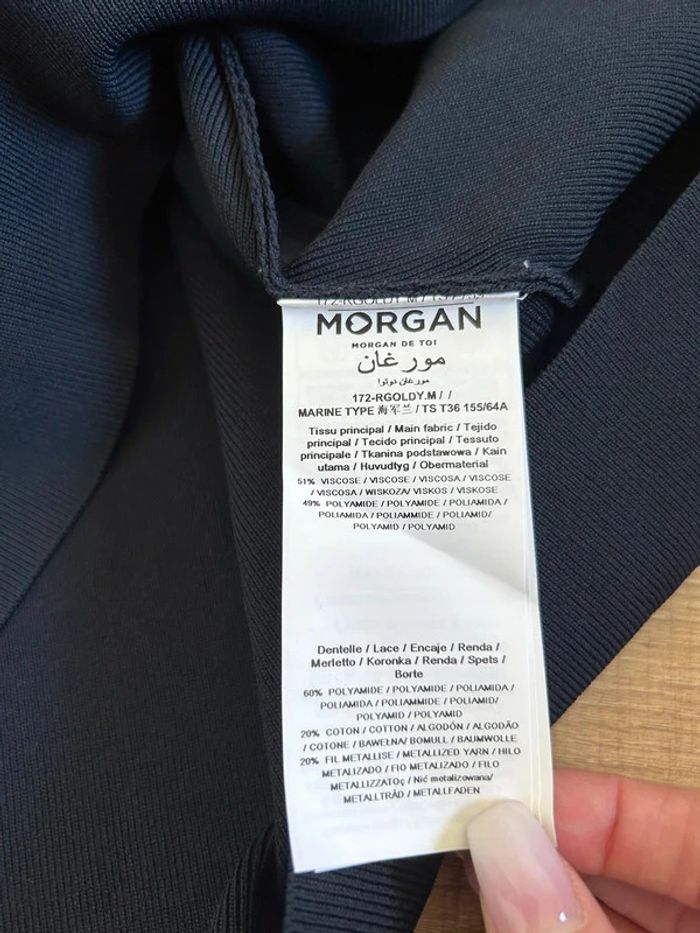 MORGAN
MORGAN DE TOI
مورغان
مورغان دوتوا
172-RGOLDY.M / /
MARINE TYPE 海军兰 / TS T36 155/64A
Tissu principal / Main fabric / Tejido
principal / Tecido principal / Tessuto
principale / Tkanina podstawowa / Kain
utama / Huvudtyg / Obermaterial
51% VISCOSE / VISCOSE / VISCOSA / VISCOSE
/ VISCOSA / WISKOZA/ VISKOS / VISKOSE
49% POLYAMIDE / POLYAMIDE / POLIAMIDA /
POLIAMIDA / POLIAMMIDE / POLIAMID/
POLYAMID / POLYAMID
Dentelle / Lace / Encaje / Renda /
Merletto / Koronka / Renda / Spets /
Borte
60% POLYAMIDE / POLYAMIDE / POLIAMIDA /
POLIAMIDA / POLIAMMIDE / POLIAMID/
POLYAMID / POLYAMID
20% COTON / COTTON / ALGODÓN / ALGODÃO
/ COTONE / BAWEŁNA/ BOMULL / BAUMWOLLE
20% FIL METALLISE / METALLIZED YARN / HILO
METALIZADO / FIO METALIZADO / FILO
METALLIZZATOç / Nić metalizowana/
METALLTRÅD / METALLFADEN